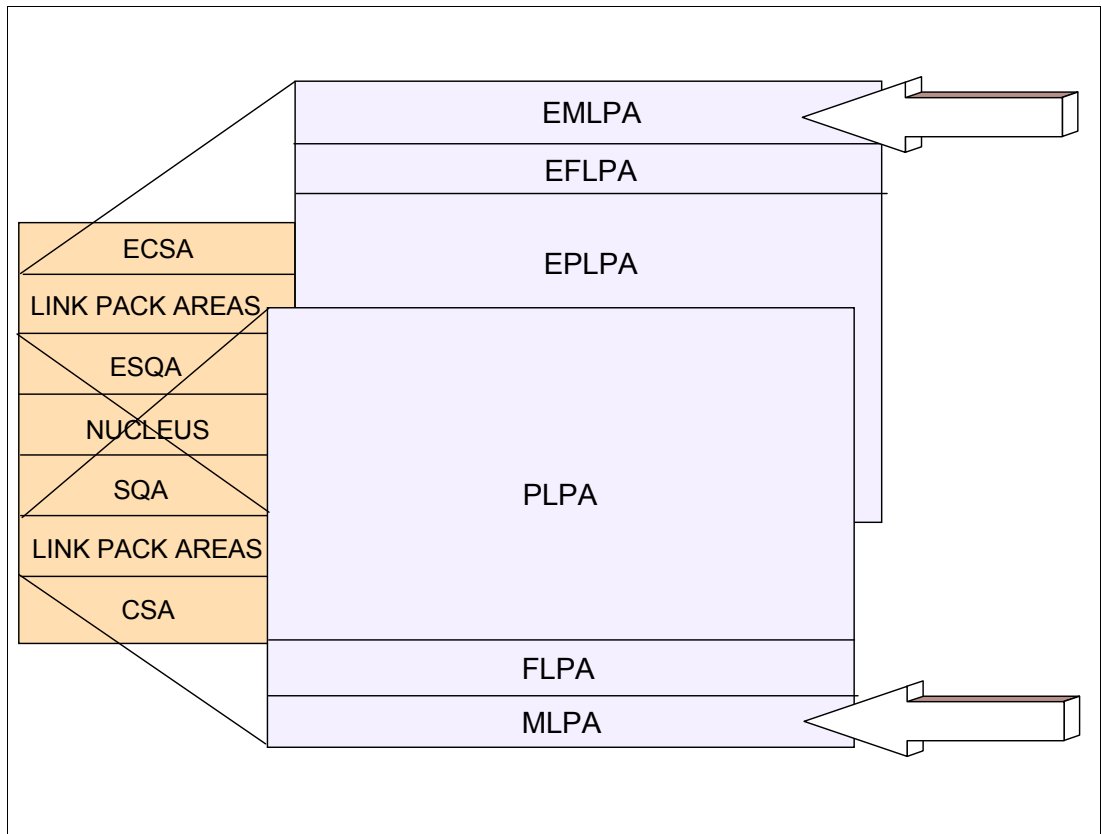 EMLPA
EFLPA
EPLPA
ECSA
LINK PACK AREAS
ESQA
NUCLEUS
SQA
LINK PACK AREAS
CSA
PLPA
FLPA
MLPA